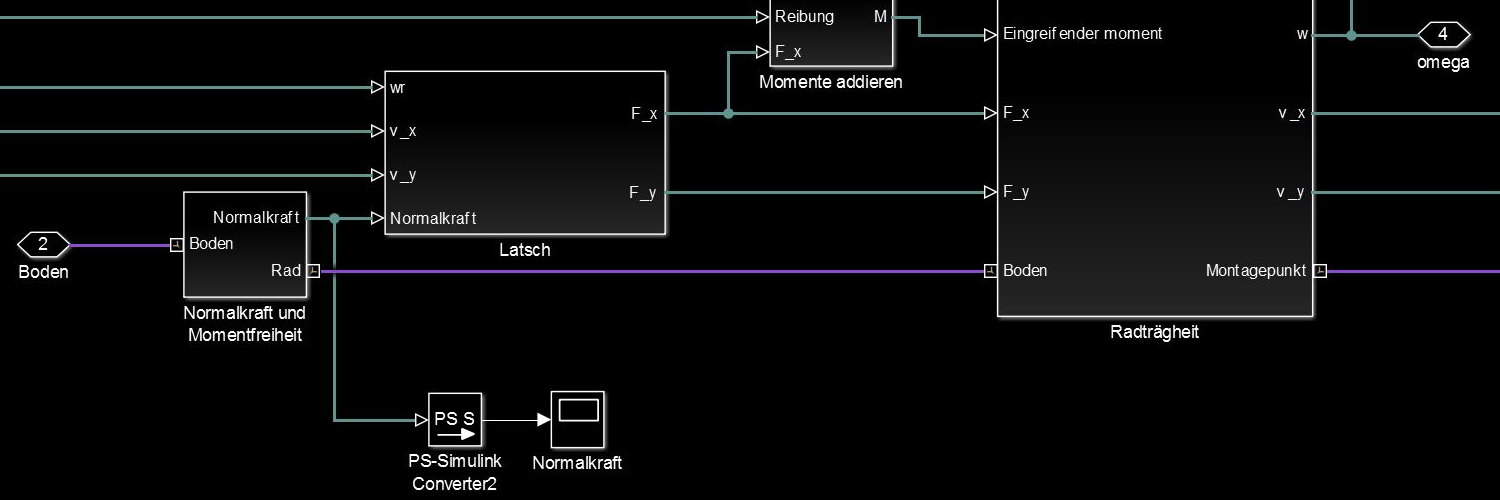 Reibung
M
F_x
Momente addieren
Eingreifender moment
w
4
omega
wr
v_x
v_y
Normalkraft
F_x
F_y
Latsch
F_x
F_y
Boden
v_x
v_y
Montagepunkt
Radträgheit
2
Boden
Normalkraft
Boden
Rad
Normalkraft und
Momentfreiheit
PS S
PS-Simulink
Converter2
Normalkraft